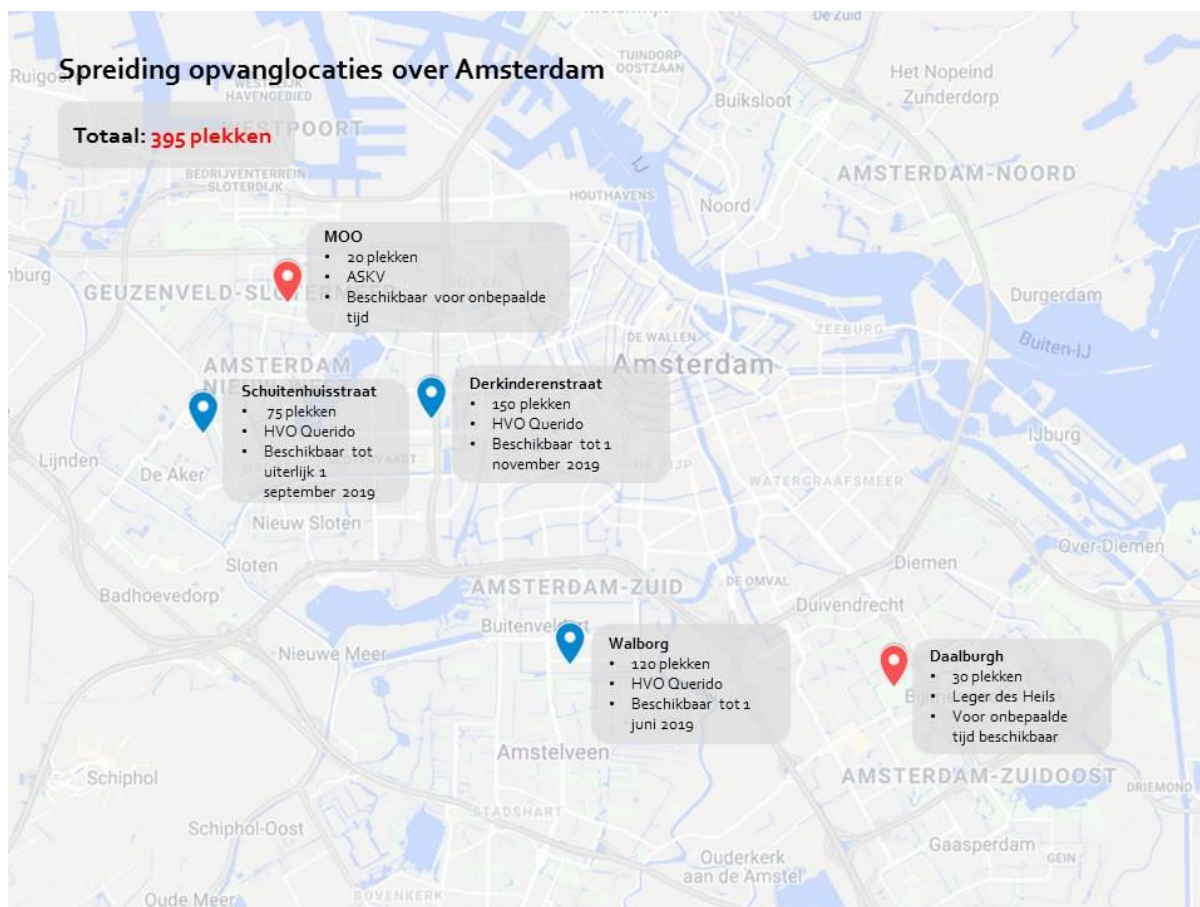 Spreiding opvanglocaties over Amsterdam
Totaal: 395 plekken
MOO
• 20 plekken
• ASKV
• Beschikbaar voor onbepaalde
tijd
Schuitenhuisstraat
• 75 plekken
• HVO Querido
• Beschikbaar tot
uiterlijk 1
september 2019
Derkinderenstraat
• 150 plekken
• HVO Querido
• Beschikbaar tot 1
november 2019
Walborg
• 120 plekken
• HVO Querido
• Beschikbaar tot 1
juni 2019
Daalburgh
• 30 plekken
• Leger des Heils
• Voor onbepaalde
tijd beschikbaar
De Zuid
TUINDORP
OOSTZAAN
Het Nopeind
Zunderdorp
Buiksloot
HAVENGEBIED
WESTPOORT
BEDRIJVENTERREIN
SLOTERDIJK
HOUTHAVENS
IJ
Noord
AMSTERDAM-NOORD
Durgerdam
Buiten-IJ
ZEEBURG
DE WALLEN
Amsterdam
AMSTERDAM
IJburg
Lijnden
De Aker
DE PIJP
WATERGRAAFSMEER
Nieuw Sloten
Sloten
Badhoevedorp
Over-Diemen
Diemen
AMSTERDAM-ZUID
DE OMVAL
Duivendrecht
Nieuwe Meer
Amstelveen
Schiphol
AMSTERDAM-ZUIDOOST
DRIEMOND
STADSHART
Schiphol-Oost
Gaasperdam
GEIN
Ouderkerk
aan de Amstel
Oude Meer
BOVENKERK